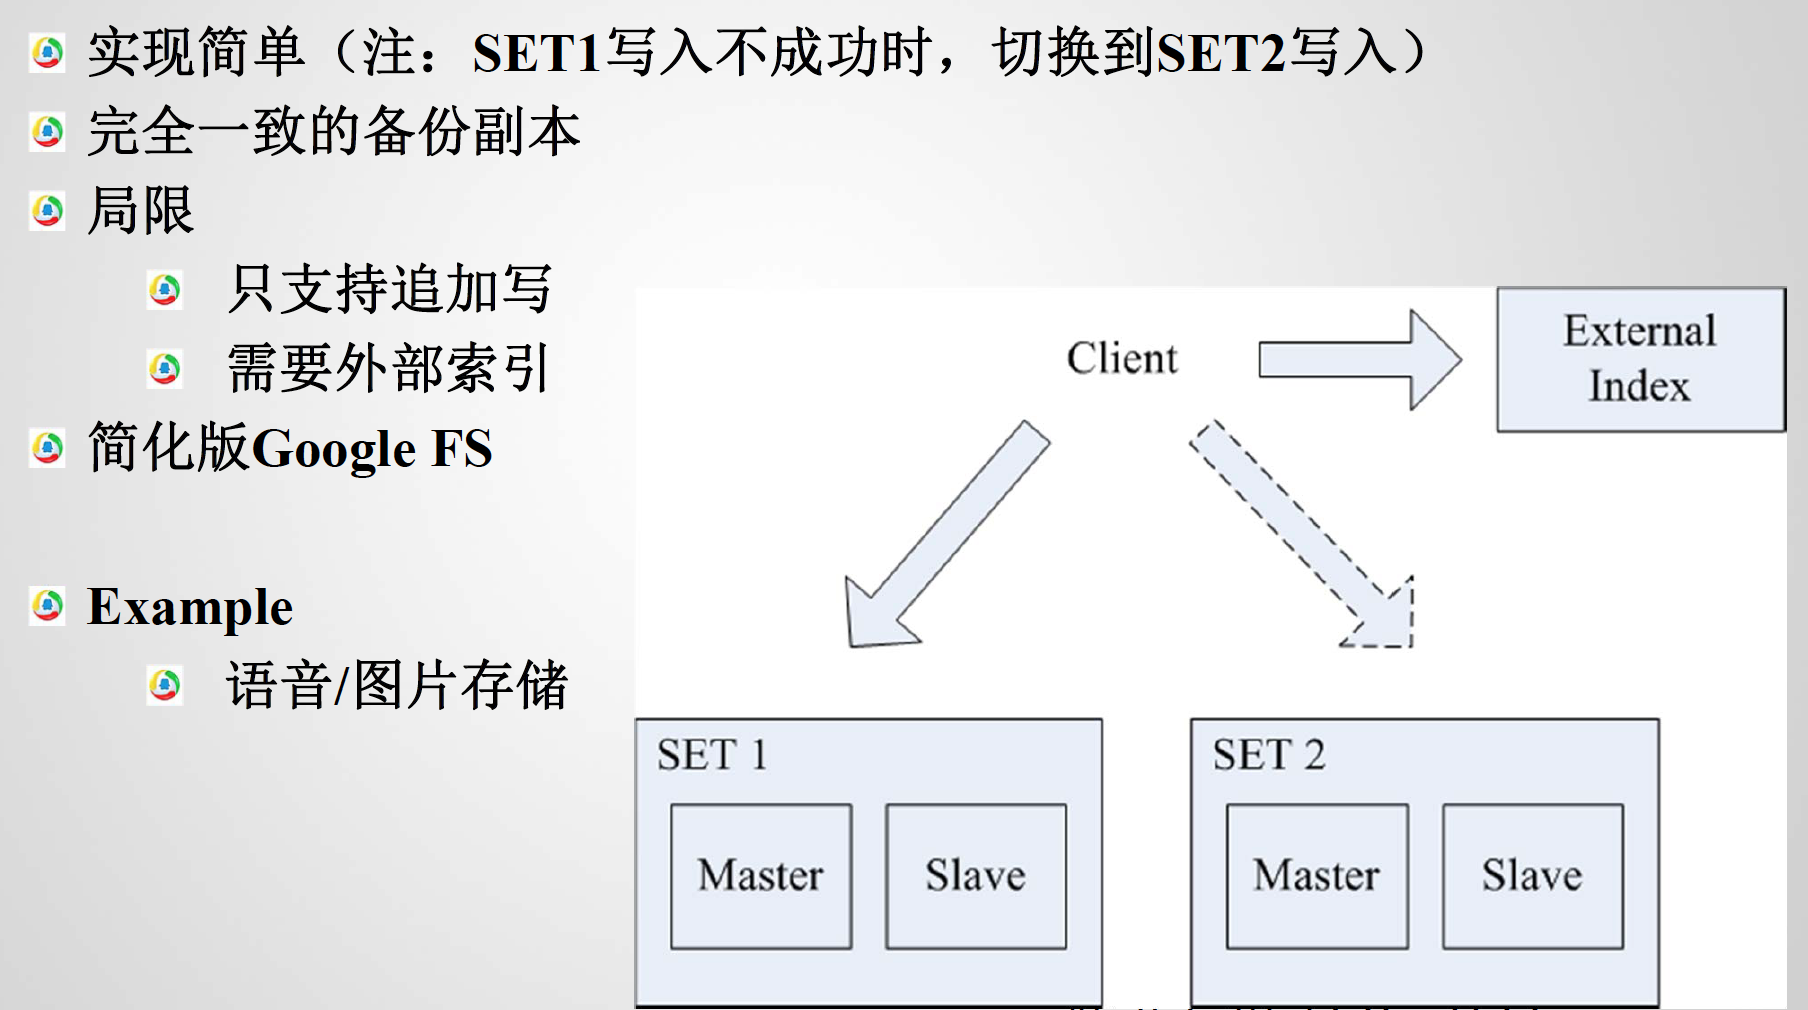 实现简单（注：SET1写入不成功时，切换到SET2写入）
完全一致的备份副本
局限
只支持追加写
需要外部索引
简化版Google FS
Example
语音/图片存储
Client
External
Index
SET 1
Master
Slave
SET 2
Master
Slave